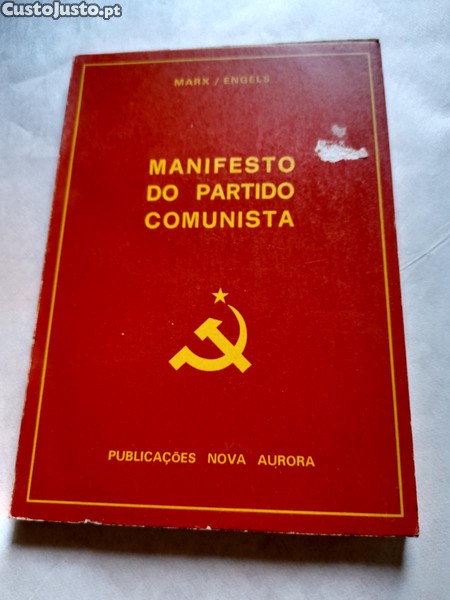 CustoJusto.pt
MARX / ENGELS
MANIFESTO
DO PARTIDO
COMUNISTA
PUBLICAÇÕES NOVA AURORA